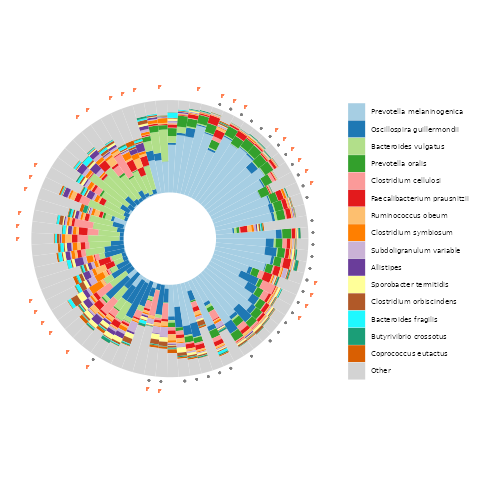 Prevotella melaninogenica
Oscillospira guillermondii
Bacteroides vulgatus
Prevotella oralis
Clostridium cellulosi
Faecalibacterium prausnitzii
Ruminococcus obeum
Clostridium symbiosum
Subdoligranulum variable
Alistipes
Sporobacter termitidis
Clostridium orbiscindens
Bacteroides fragilis
Butyrivibrio crossotus
Coprococcus eutactus
Other